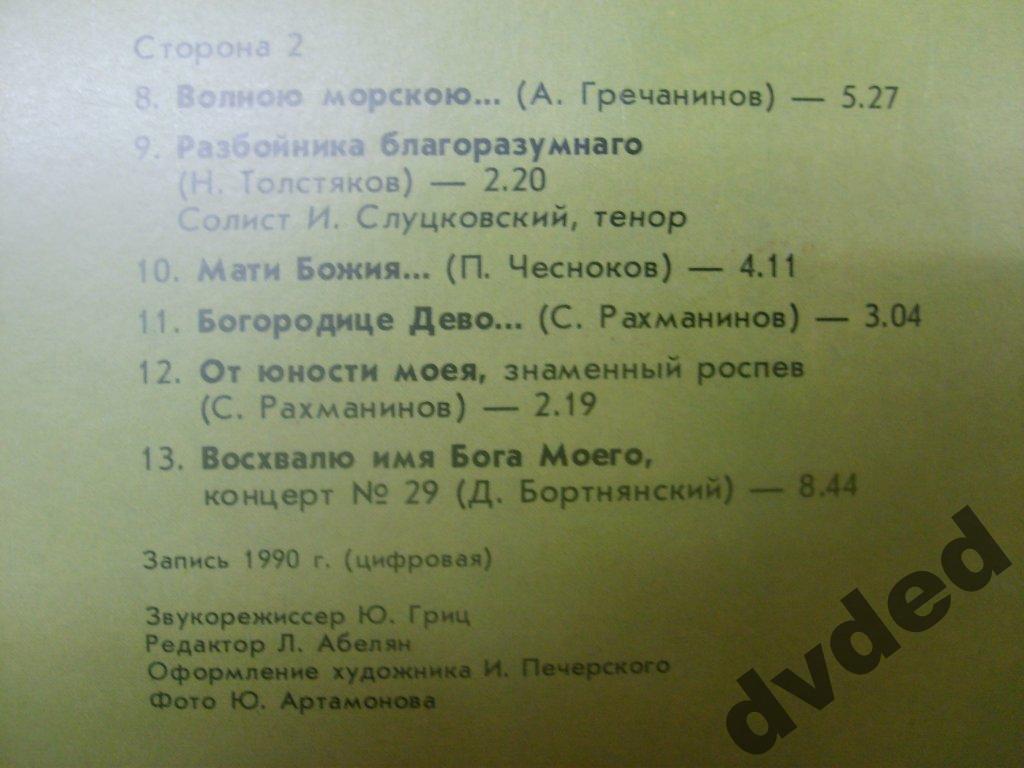 Сторона 2
8. Волною морскою... (А. Гречанинов) — 5.27
9. Разбойника благоразумнаго
(Н. Толстяков) — 2.20
Солист И. Слуцковский, тенор
10. Мати Божия... (П. Чесноков) — 4.11
11. Богородице Дево... (С. Рахманинов) — 3.04
12. От юности моея, знаменный роспев
(С. Рахманинов) — 2.19
13. Восхвалю имя Бога Моего,
концерт № 29 (Д. Бортнянский) — 8.44
Запись 1990 г. (цифровая)
Звукорежиссер Ю. Гриц
Редактор Л. Абелян
Оформление художника И. Печерского
Фото Ю. Артамонова
dvded